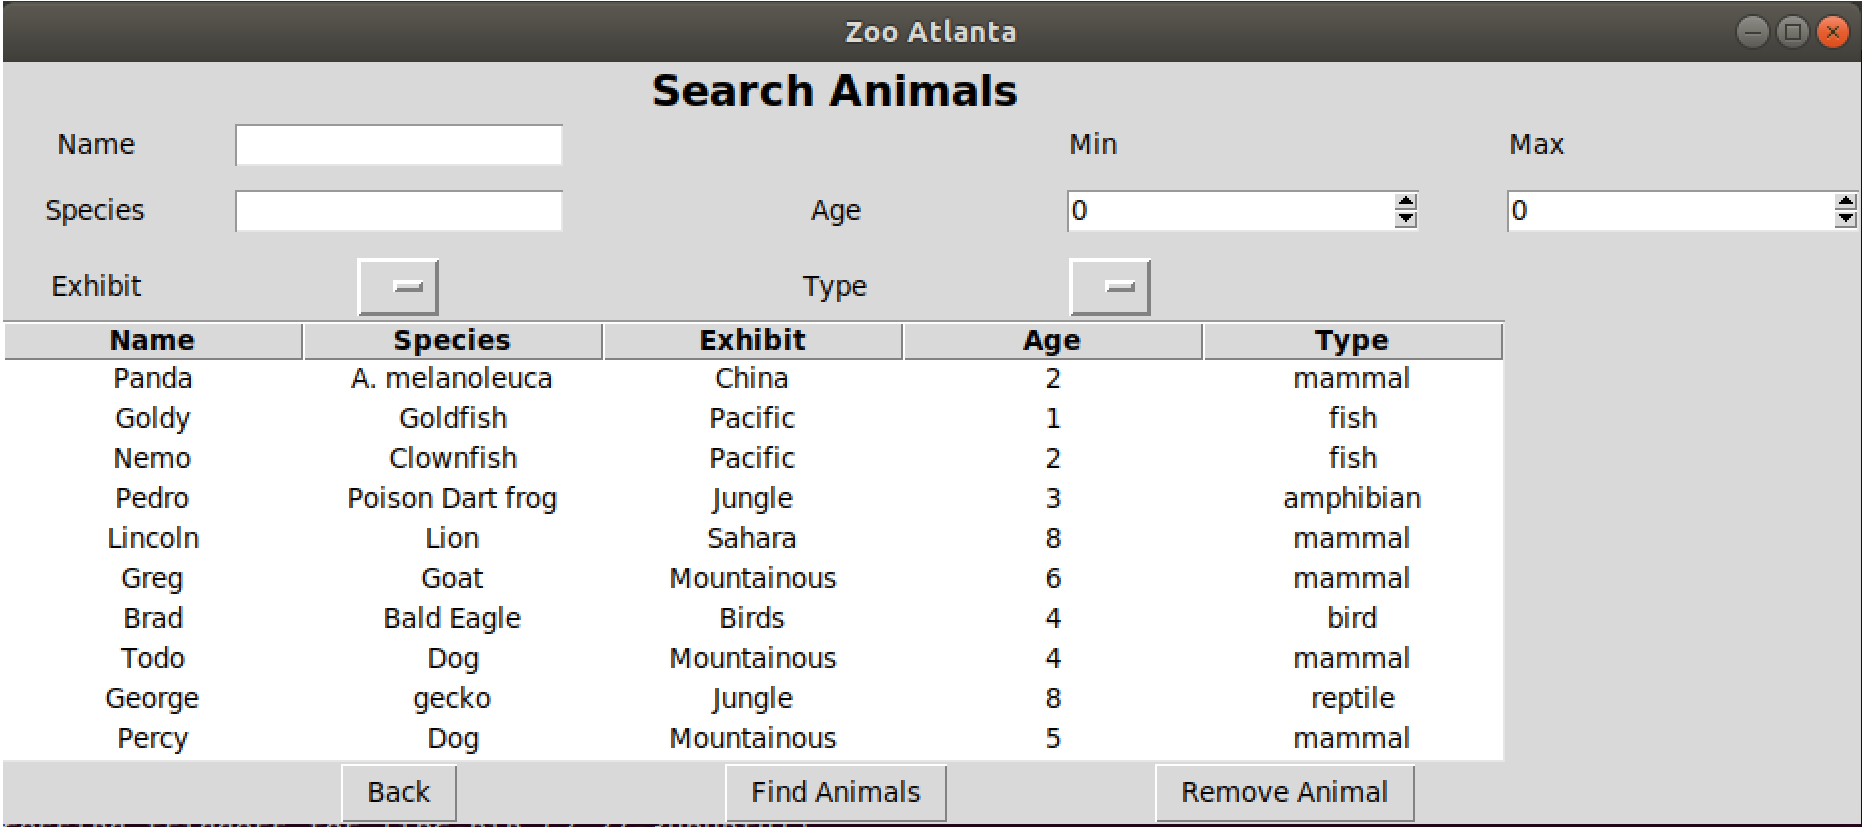 Zoo Atlanta
Search Animals
Name Min Max
Species Age 0 0
Exhibit Type
Name Species Exhibit Age Type
Panda A. melanoleuca China 2 mammal
Goldy Goldfish Pacific 1 fish
Nemo Clownfish Pacific 2 fish
Pedro Poison Dart frog Jungle 3 amphibian
Lincoln Lion Sahara 8 mammal
Greg Goat Mountainous 6 mammal
Brad Bald Eagle Birds 4 bird
Todo Dog Mountainous 4 mammal
George gecko Jungle 8 reptile
Percy Dog Mountainous 5 mammal
Back Find Animals Remove Animal